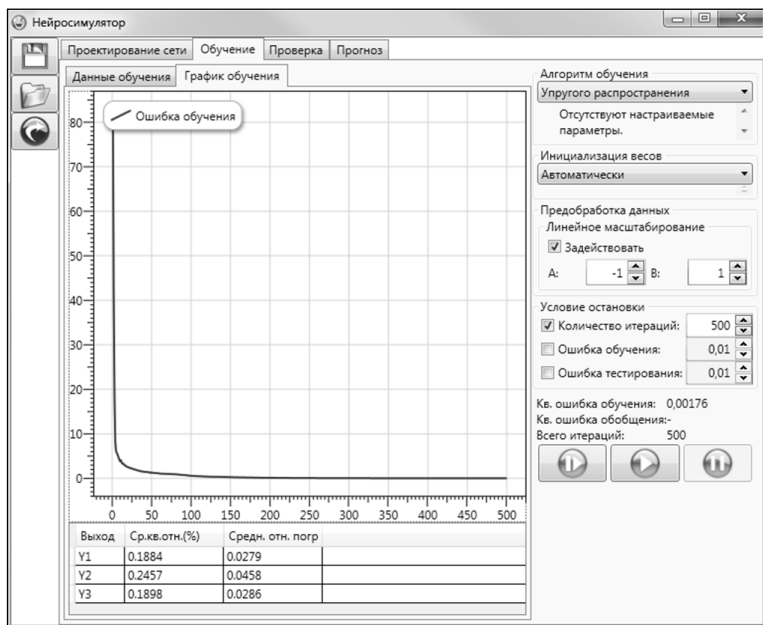 Нейросимулятор
Проектирование сети Обучение Проверка Прогноз
Данные обучения График обучения
Ошибка обучения
80
70
60
50
40
30
20
10
0
0 50 100 150 200 250 300 350 400 450 500
Выход Ср.кв.отн.(%) Средн. отн. погр
Y1 0.1884 0.0279
Y2 0.2457 0.0458
Y3 0.1898 0.0286
Алгоритм обучения
Упругого распространения
Отсутствуют настраиваемые
параметры.
Инициализация весов
Автоматически
Предобработка данных
Линейное масштабирование
Задействовать
A: -1 B: 1
Условие остановки
Количество итераций: 500
Ошибка обучения: 0,01
Ошибка тестирования: 0,01
Кв. ошибка обучения: 0,00176
Кв. ошибка обобщения:-
Всего итераций: 500